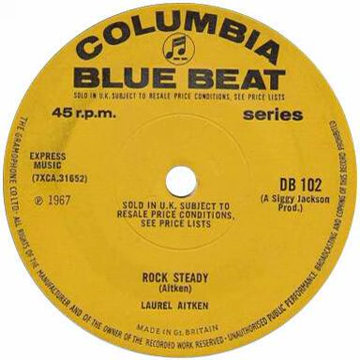 COLUMBIA
BLUE BEAT
SOLD IN U.K. SUBJECT TO RESALE PRICE CONDITIONS, SEE PRICE LISTS
45 r.p.m.
series
EXPRESS
MUSIC
(7XCA.31652)
℗ 1967
SOLD IN U.K. SUBJECT TO
RESALE PRICE CONDITIONS,
SEE PRICE LISTS
DB 102
(A Siggy Jackson
Prod.)
ROCK STEADY
(Aitken)
LAUREL AITKEN
MADE IN GT. BRITAIN
THE GRAMOPHONE CO LTD · ALL RIGHTS OF THE MANUFACTURER AND OF THE OWNER OF THE RECORDED WORK RESERVED · UNAUTHORISED PUBLIC PERFORMANCE, BROADCASTING AND COPYING OF THIS RECORD PROHIBITED